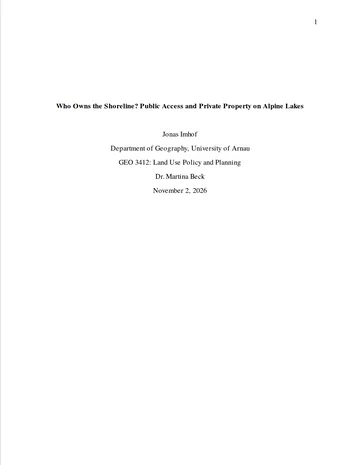 1
Who Owns the Shoreline? Public Access and Private Property on Alpine Lakes
Jonas Imhof
Department of Geography, University of Arnau
GEO 3412: Land Use Policy and Planning
Dr. Martina Beck
November 2, 2026